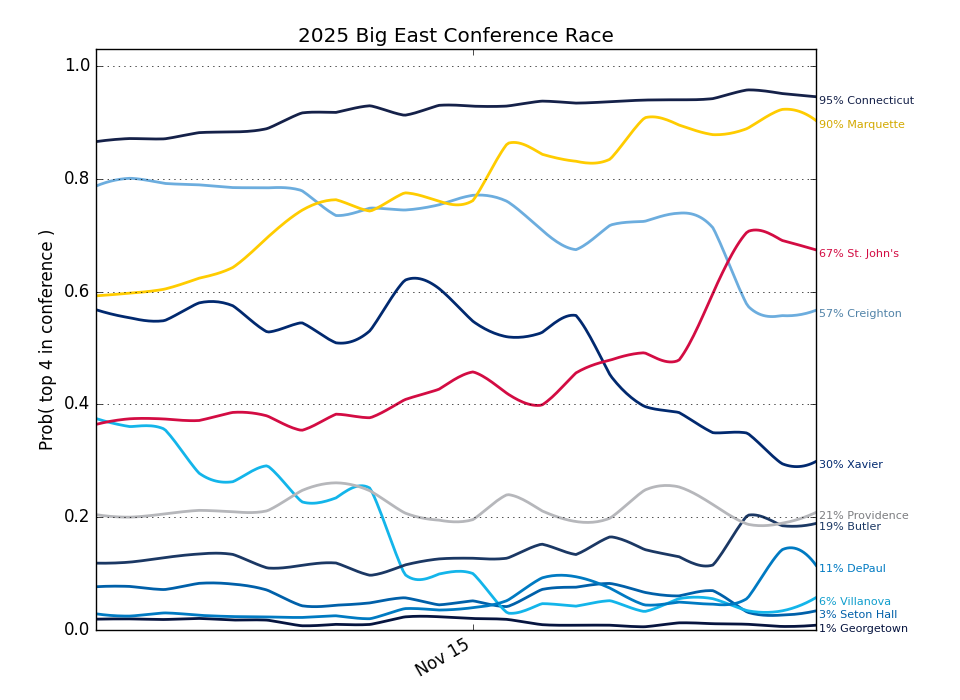 2025 Big East Conference Race
Prob( top 4 in conference )
1.0
0.8
0.6
0.4
0.2
0.0
Nov 15
95% Connecticut
90% Marquette
67% St. John's
57% Creighton
30% Xavier
21% Providence
19% Butler
11% DePaul
6% Villanova
3% Seton Hall
1% Georgetown